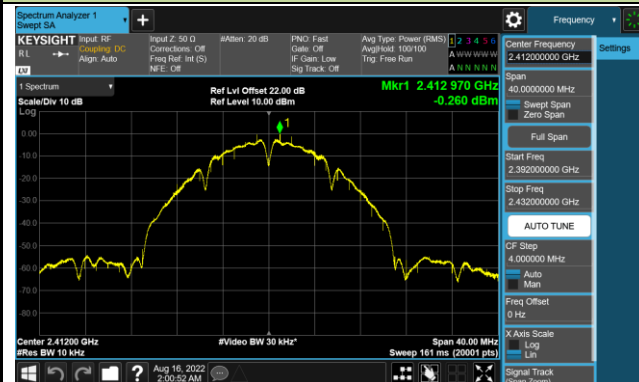 Spectrum Analyzer 1
Swept SA
Frequency
KEYSIGHT
RL
LXI
Input: RF
Coupling: DC
Align: Auto
Input Z: 50 Ω
Corrections: Off
Freq Ref: Int (S)
NFE: Off
#Atten: 20 dB
PNO: Fast
Gate: Off
IF Gain: Low
Sig Track: Off
Avg Type: Power (RMS)
Avg|Hold: 100/100
Trig: Free Run
1 2 3 4 5 6
A W W W W W
A N N N N N
1 Spectrum
Scale/Div 10 dB
Log
Ref Lvl Offset 22.00 dB
Ref Level 10.00 dBm
Mkr1 2.412 970 GHz
-0.260 dBm
1
0.00
-10.0
-20.0
-30.0
-40.0
-50.0
-60.0
-70.0
-80.0
Center 2.41200 GHz
#Res BW 10 kHz
#Video BW 30 kHz*
Span 40.00 MHz
Sweep 161 ms (20001 pts)
Aug 16, 2022
2:00:52 AM
Center Frequency
2.412000000 GHz
Settings
Span
40.0000000 MHz
Swept Span
Zero Span
Full Span
Start Freq
2.392000000 GHz
Stop Freq
2.432000000 GHz
AUTO TUNE
CF Step
4.000000 MHz
Auto
Man
Freq Offset
0 Hz
X Axis Scale
Log
Lin
Signal Track
(Span Zoom)